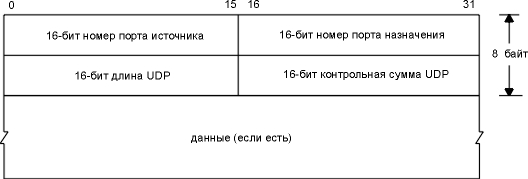 0 15 16 31
16-бит номер порта источника
16-бит номер порта назначения
8 байт
16-бит длина UDP
16-бит контрольная сумма UDP
данные (если есть)